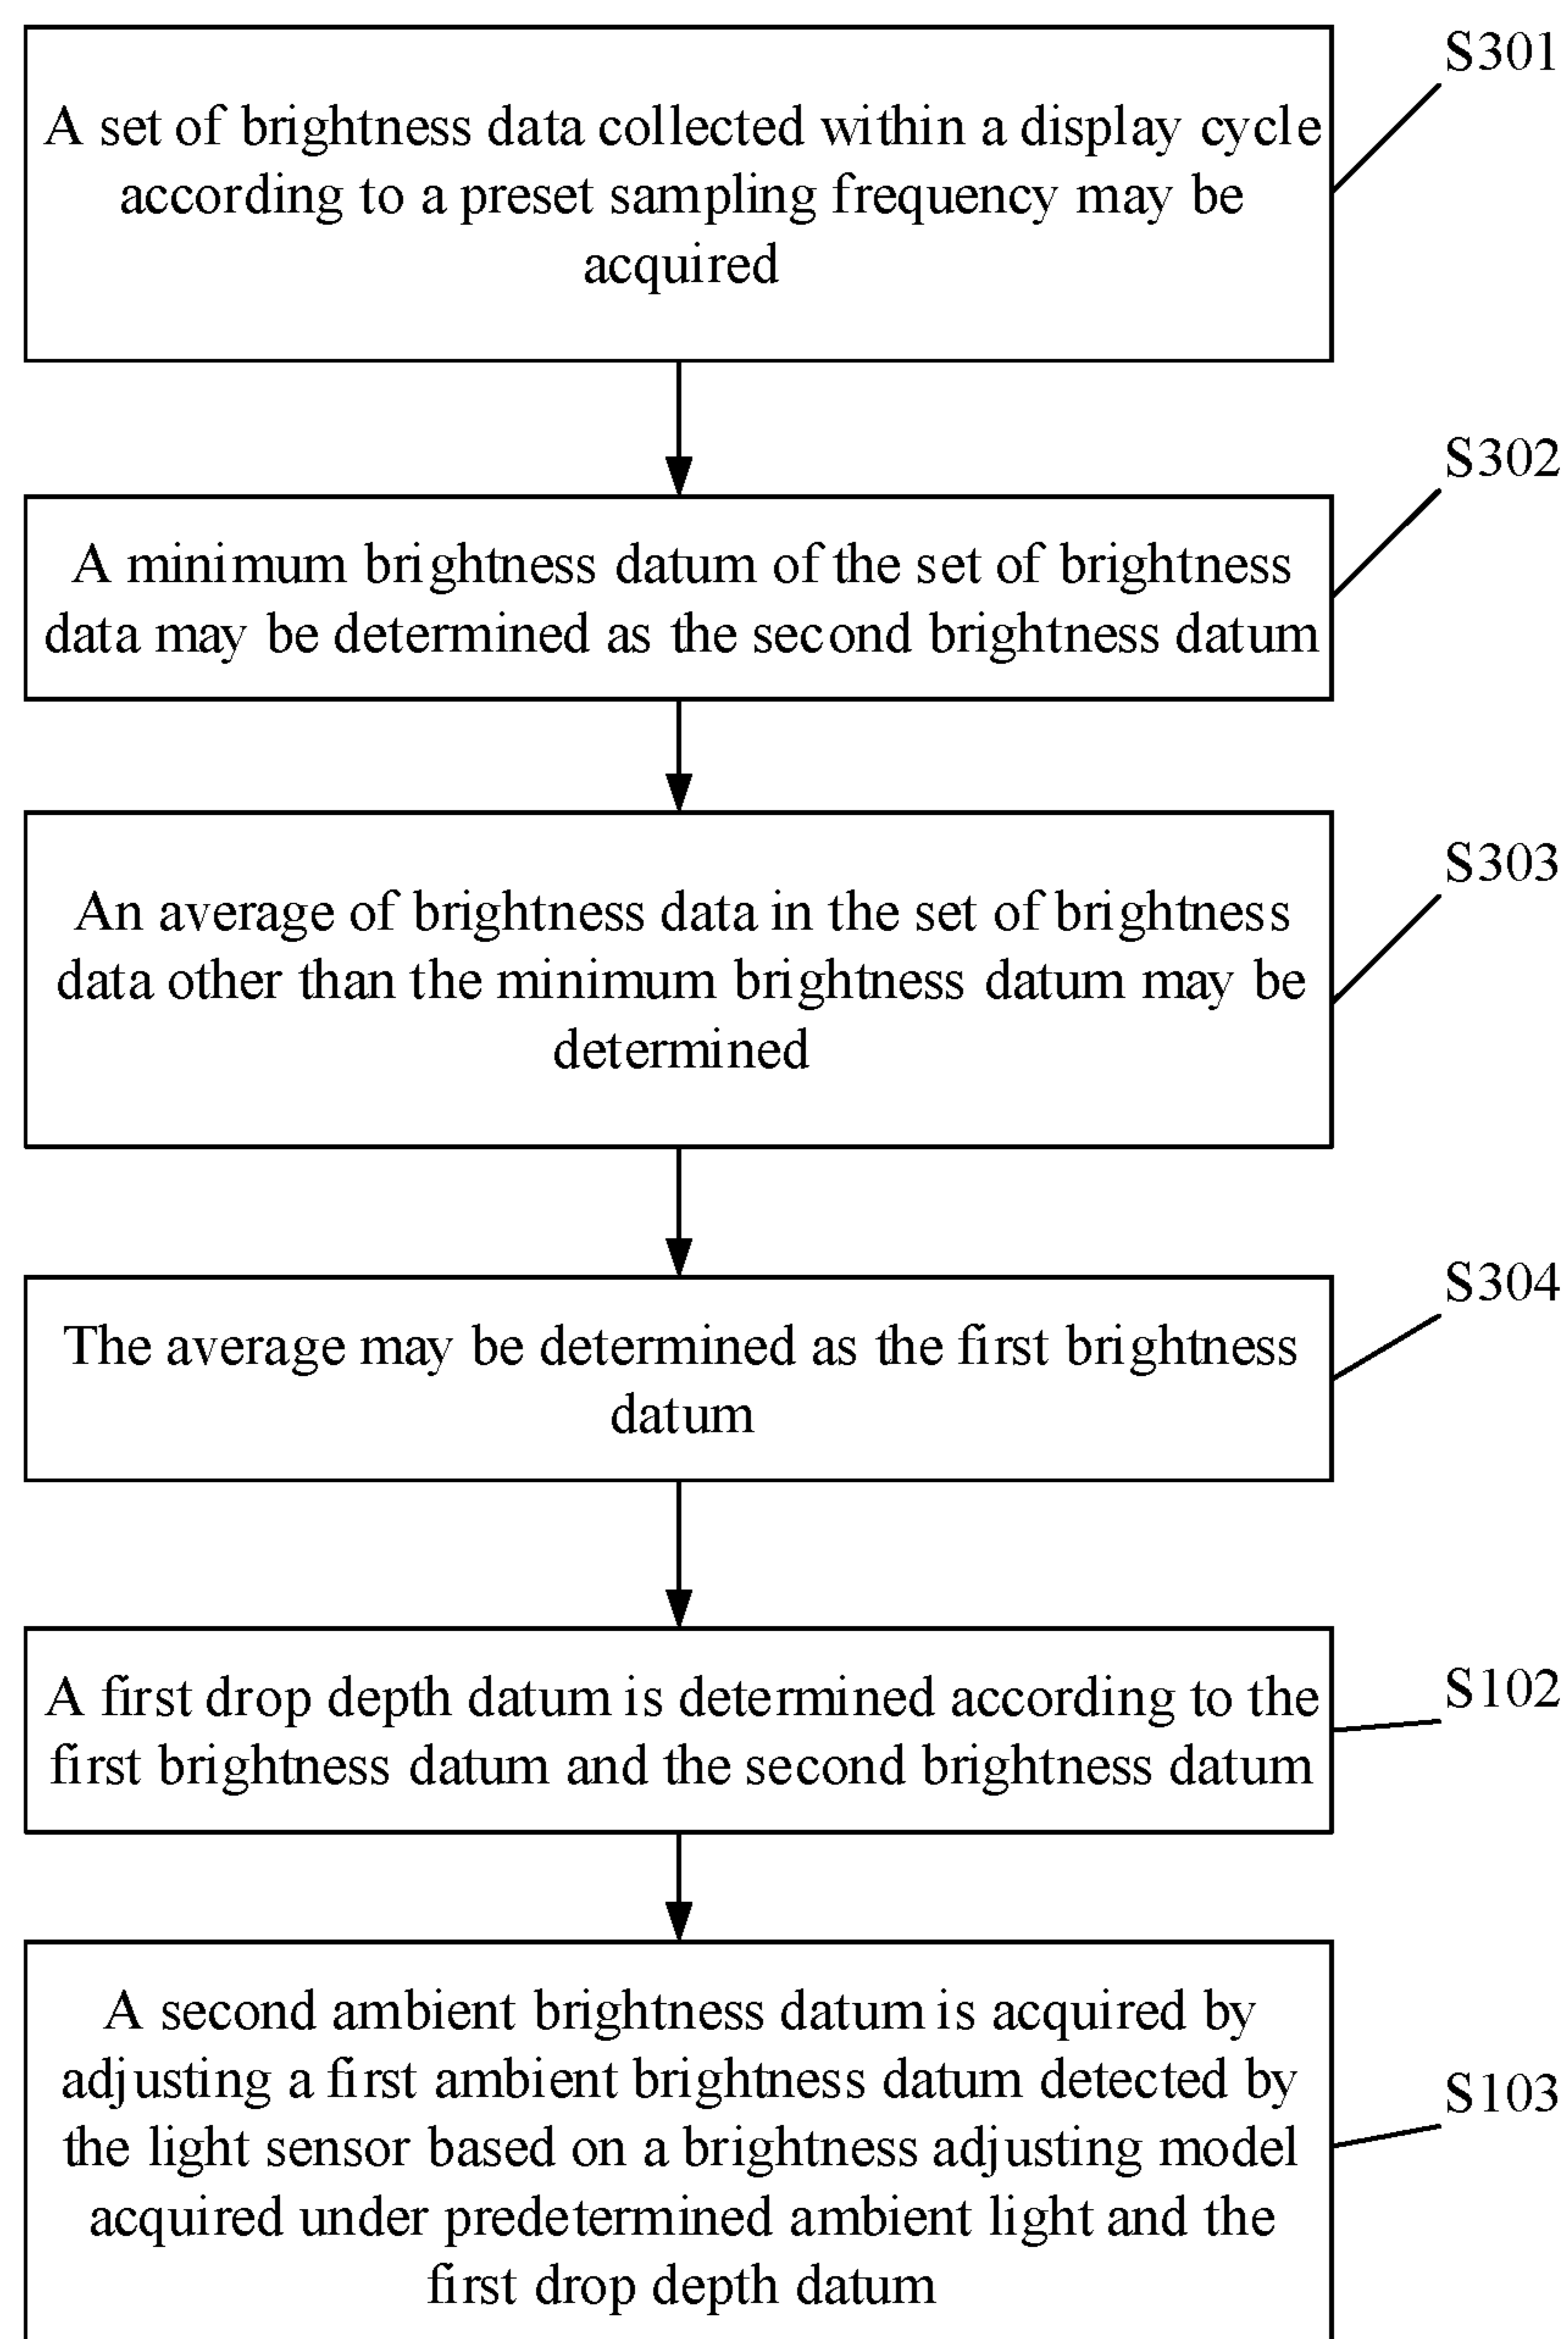 S301
A set of brightness data collected within a display cycle
according to a preset sampling frequency may be
acquired
S302
A minimum brightness datum of the set of brightness
data may be determined as the second brightness datum
S303
An average of brightness data in the set of brightness
data other than the minimum brightness datum may be
determined
S304
The average may be determined as the first brightness
datum
S102
A first drop depth datum is determined according to the
first brightness datum and the second brightness datum
S103
A second ambient brightness datum is acquired by
adjusting a first ambient brightness datum detected by
the light sensor based on a brightness adjusting model
acquired under predetermined ambient light and the
first drop depth datum